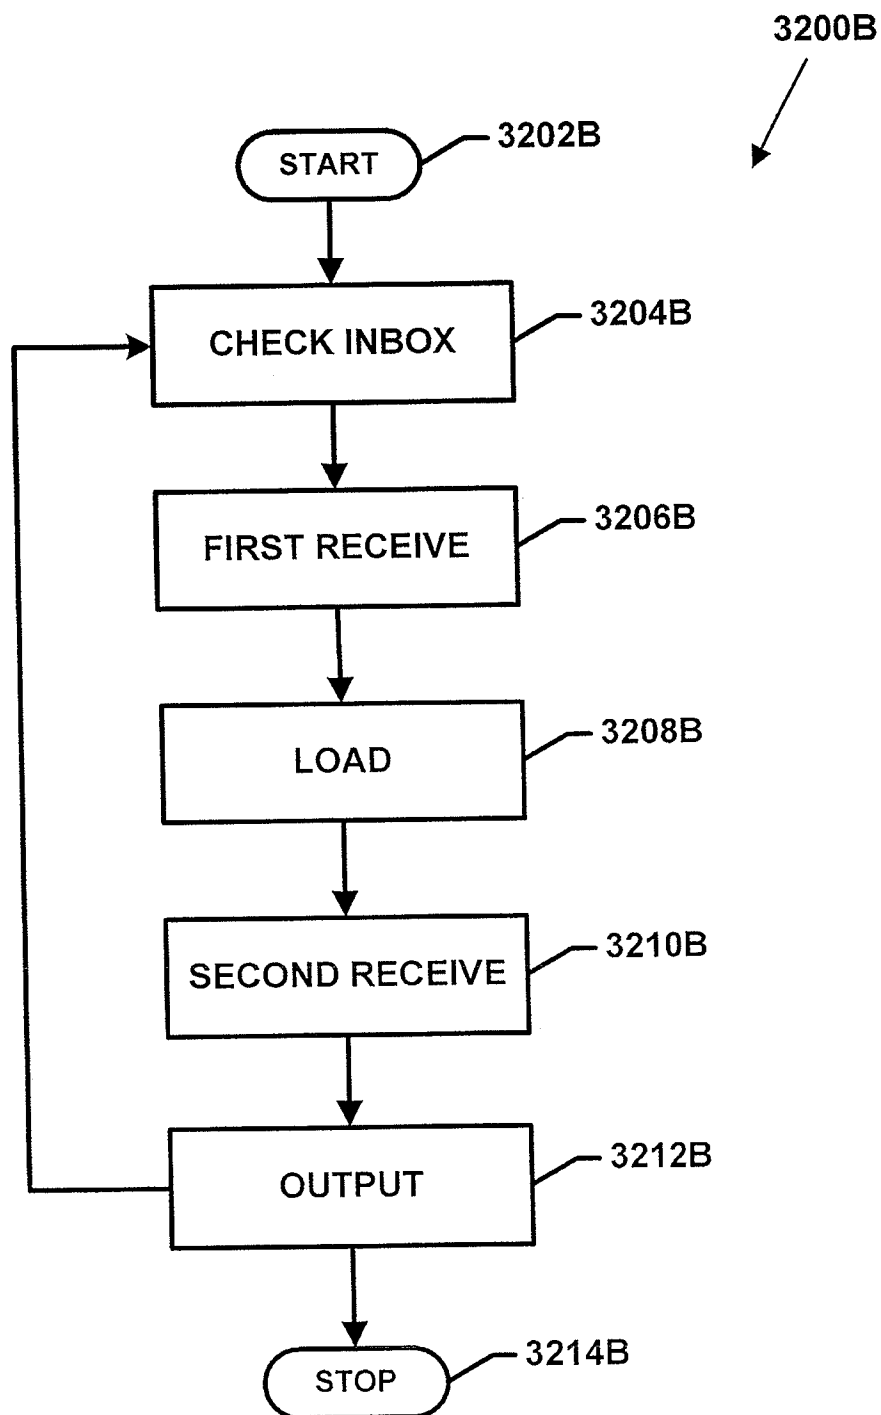 3200B
START
3202B
CHECK INBOX
3204B
FIRST RECEIVE
3206B
LOAD
3208B
SECOND RECEIVE
3210B
OUTPUT
3212B
STOP
3214B